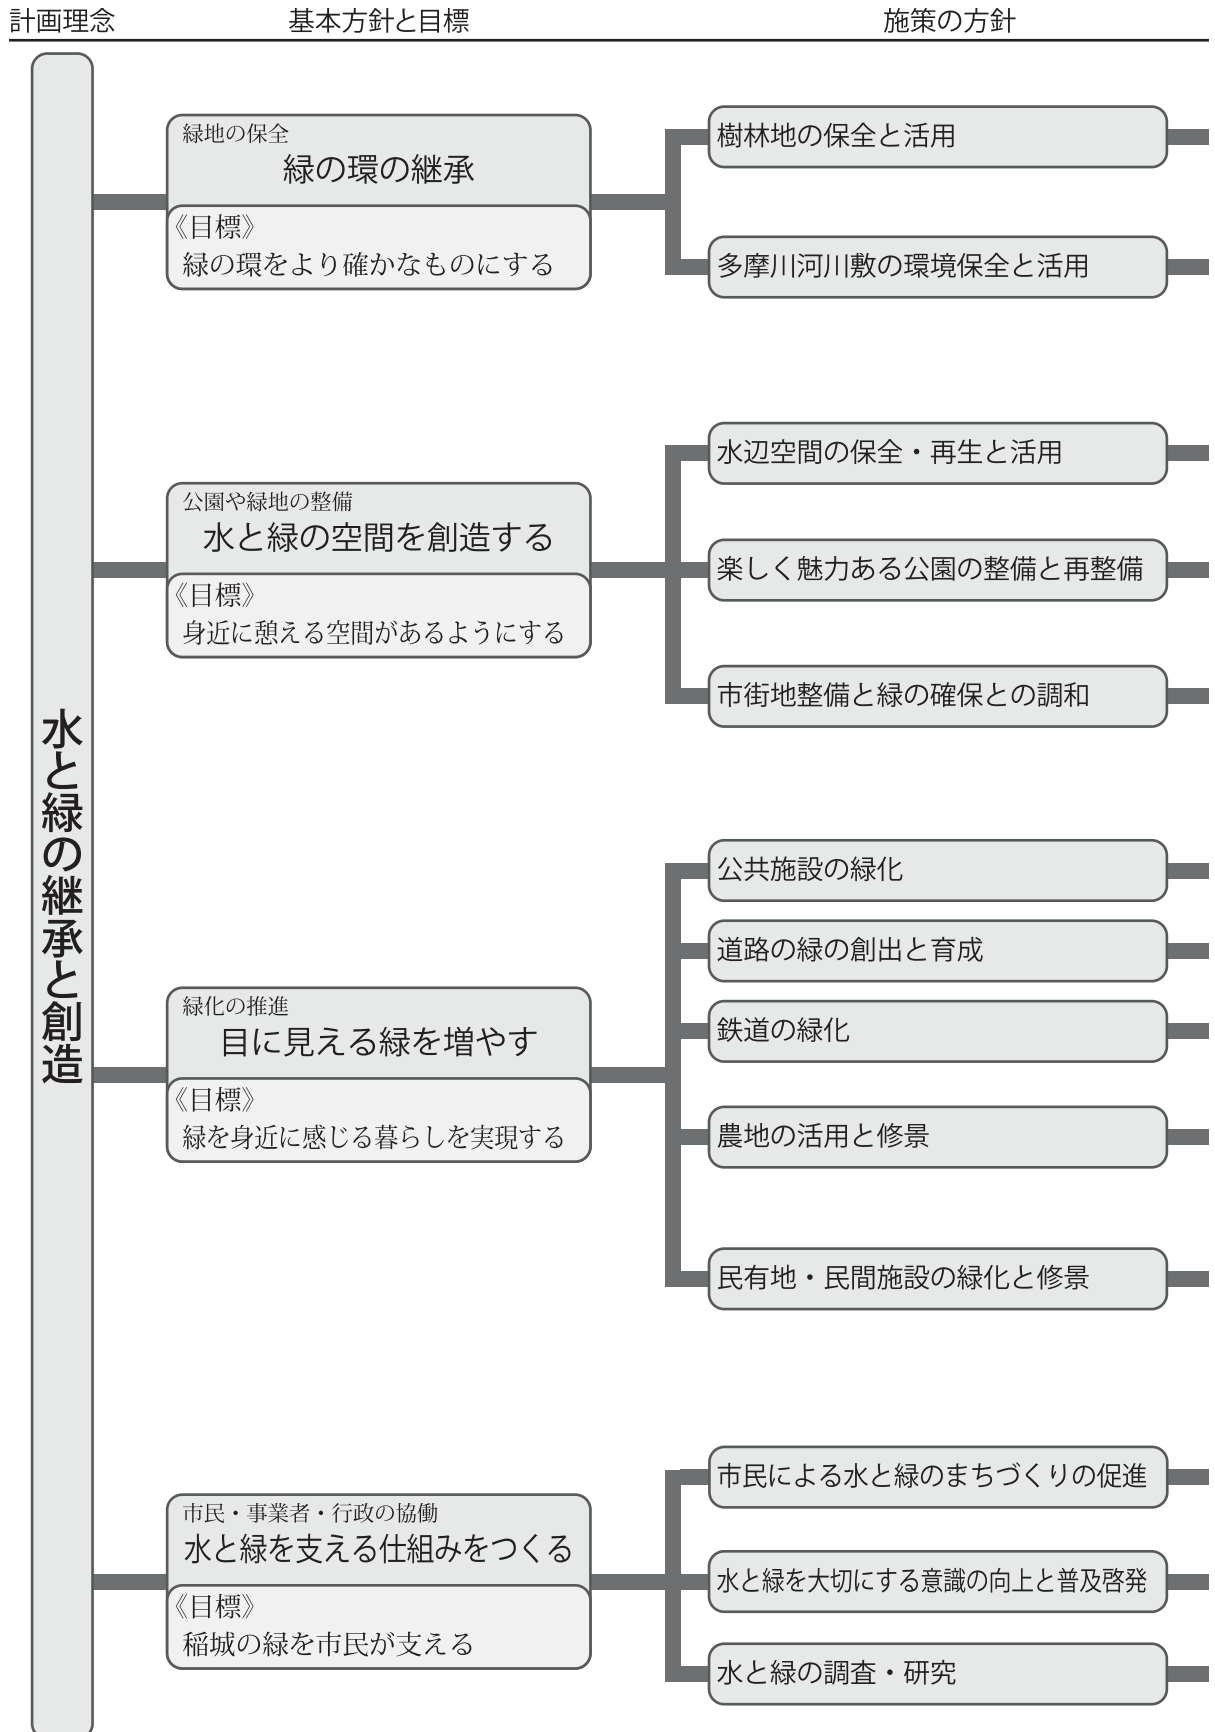 計画理念 基本方針と目標 施策の方針
水と緑の継承と創造
緑地の保全
緑の環の継承
《目標》
緑の環をより確かなものにする
樹林地の保全と活用
多摩川河川敷の環境保全と活用
公園や緑地の整備
水と緑の空間を創造する
《目標》
身近に憩える空間があるようにする
水辺空間の保全・再生と活用
楽しく魅力ある公園の整備と再整備
市街地整備と緑の確保との調和
緑化の推進
目に見える緑を増やす
《目標》
緑を身近に感じる暮らしを実現する
公共施設の緑化
道路の緑の創出と育成
鉄道の緑化
農地の活用と修景
民有地・民間施設の緑化と修景
市民・事業者・行政の協働
水と緑を支える仕組みをつくる
《目標》
稲城の緑を市民が支える
市民による水と緑のまちづくりの促進
水と緑を大切にする意識の向上と普及啓発
水と緑の調査・研究